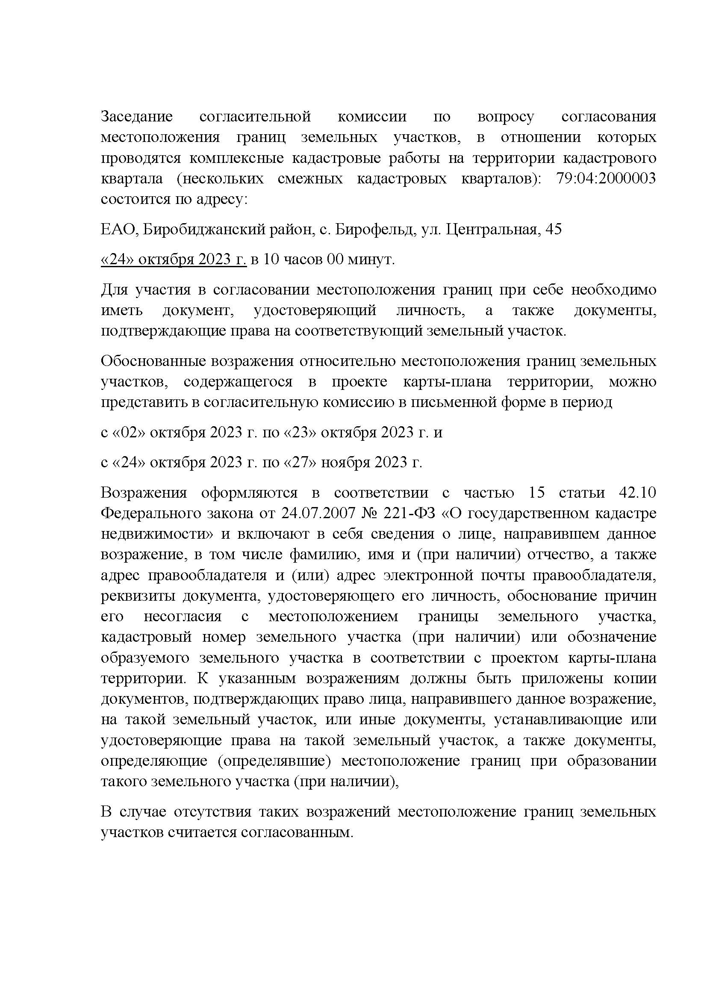 Заседание согласительной комиссии по вопросу согласования
местоположения границ земельных участков, в отношении которых
проводятся комплексные кадастровые работы на территории кадастрового
квартала (нескольких смежных кадастровых кварталов): 79:04:2000003
состоится по адресу:
ЕАО, Биробиджанский район, с. Бирофельд, ул. Центральная, 45
«24» октября 2023 г. в 10 часов 00 минут.
Для участия в согласовании местоположения границ при себе необходимо
иметь документ, удостоверяющий личность, а также документы,
подтверждающие права на соответствующий земельный участок.
Обоснованные возражения относительно местоположения границ земельных
участков, содержащегося в проекте карты-плана территории, можно
представить в согласительную комиссию в письменной форме в период
с «02» октября 2023 г. по «23» октября 2023 г. и
с «24» октября 2023 г. по «27» ноября 2023 г.
Возражения оформляются в соответствии с частью 15 статьи 42.10
Федерального закона от 24.07.2007 № 221-ФЗ «О государственном кадастре
недвижимости» и включают в себя сведения о лице, направившем данное
возражение, в том числе фамилию, имя и (при наличии) отчество, а также
адрес правообладателя и (или) адрес электронной почты правообладателя,
реквизиты документа, удостоверяющего его личность, обоснование причин
его несогласия с местоположением границы земельного участка,
кадастровый номер земельного участка (при наличии) или обозначение
образуемого земельного участка в соответствии с проектом карты-плана
территории. К указанным возражениям должны быть приложены копии
документов, подтверждающих право лица, направившего данное возражение,
на такой земельный участок, или иные документы, устанавливающие или
удостоверяющие права на такой земельный участок, а также документы,
определяющие (определявшие) местоположение границ при образовании
такого земельного участка (при наличии),
В случае отсутствия таких возражений местоположение границ земельных
участков считается согласованным.